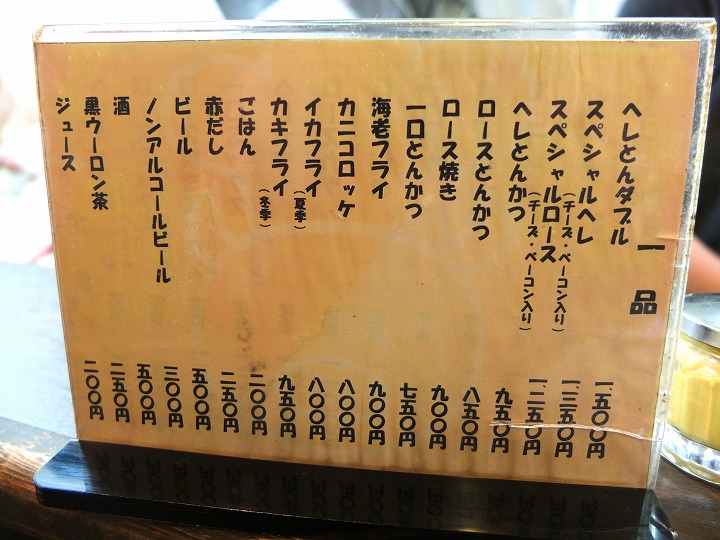 一品
ヘレとんダブル 一、五〇〇円
スペシャルヘレ（チーズ・ベーコン入り） 一、三五〇円
スペシャルロース（チーズ・ベーコン入り） 一、二五〇円
ヘレとんかつ 九五〇円
ロースとんかつ 八五〇円
ロース焼き 九〇〇円
一口とんかつ 七五〇円
海老フライ 九〇〇円
カニコロッケ 八〇〇円
イカフライ（夏季） 八〇〇円
カキフライ（冬季） 九五〇円
ごはん 二〇〇円
赤だし 二五〇円
ビール 五〇〇円
ノンアルコールビール 三〇〇円
酒 五〇〇円
黒ウーロン茶 二五〇円
ジュース 二〇〇円